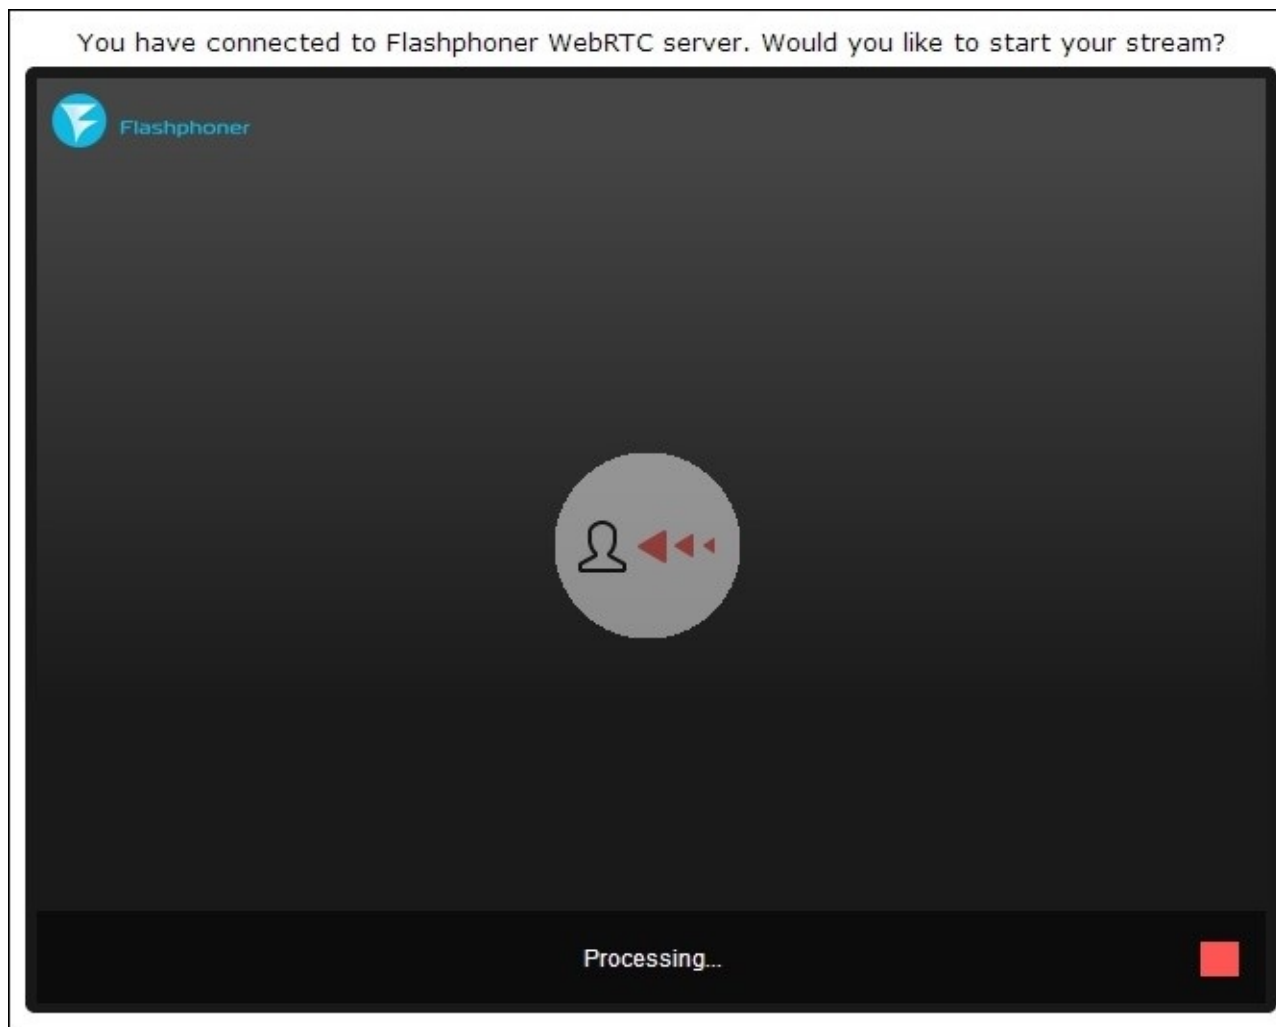 You have connected to Flashphoner WebRTC server. Would you like to start your stream?
Flashphoner
Processing...